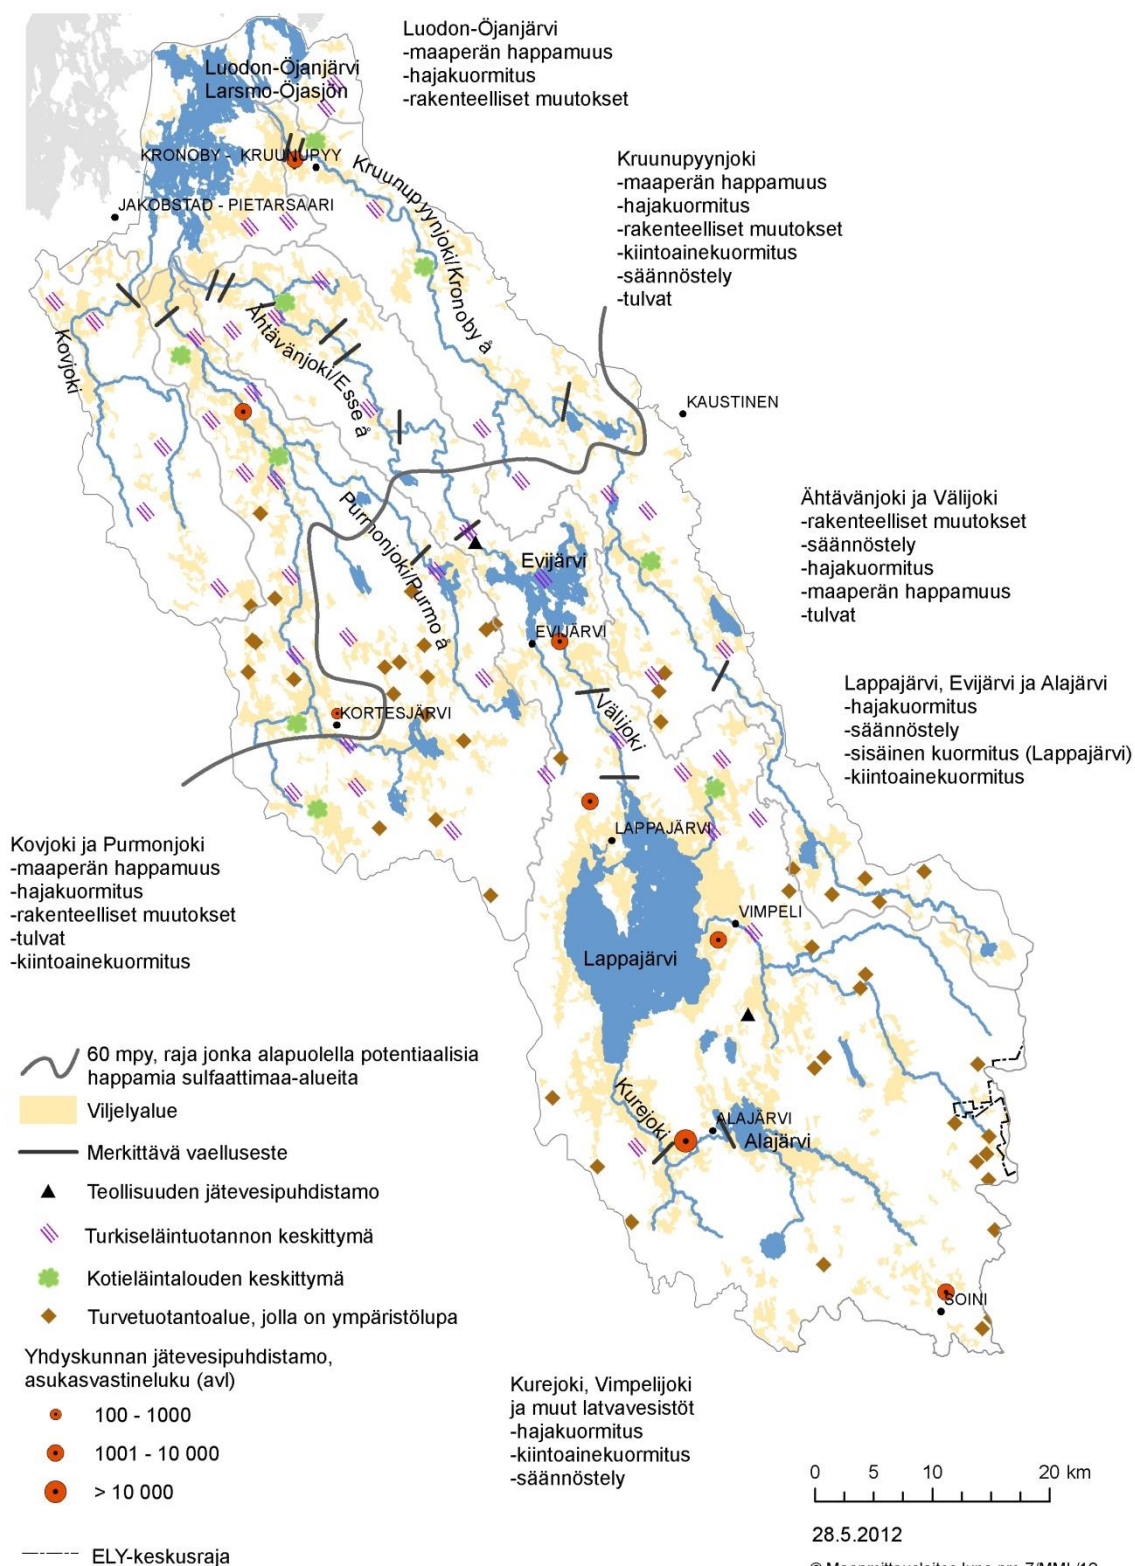 Luodon-Öjanjärvi
-maaperän happamuus
-hajakuormitus
-rakenteelliset muutokset
Luodon-Öjanjärvi
Larsmo-Öjasjön
KRONOBY - KRUUNUPYY
JAKOBSTAD - PIETARSAARI
Kruunupyynjoki/Kronoby å
Kruunupyynjoki
-maaperän happamuus
-hajakuormitus
-rakenteelliset muutokset
-kiintoainekuormitus
-säännöstely
-tulvat
Kovjoki
Ähtävänjoki/Esse å
KAUSTINEN
Purmonjoki/Purmo å
Ähtävänjoki ja Välijoki
-rakenteelliset muutokset
-säännöstely
-hajakuormitus
-maaperän happamuus
-tulvat
Evijärvi
EVIJÄRVI
KORTESJÄRVI
Välijoki
Lappajärvi, Evijärvi ja Alajärvi
-hajakuormitus
-säännöstely
-sisäinen kuormitus (Lappajärvi)
-kiintoainekuormitus
Kovjoki ja Purmonjoki
-maaperän happamuus
-hajakuormitus
-rakenteelliset muutokset
-tulvat
-kiintoainekuormitus
LAPPAJÄRVI
VIMPELI
Lappajärvi
Kurejoki
ALAJÄRVI
Alajärvi
SOINI
60 mpy, raja jonka alapuolella potentiaalisia
happamia sulfaattimaa-alueita
Viljelyalue
Merkittävä vaelluseste
Teollisuuden jätevesipuhdistamo
Turkiseläintuotannon keskittymä
Kotieläintalouden keskittymä
Turvetuotantoalue, jolla on ympäristölupa
Yhdyskunnan jätevesipuhdistamo,
asukasvastineluku (avl)
100 - 1000
1001 - 10 000
> 10 000
ELY-keskusraja
Kurejoki, Vimpelijoki
ja muut latvavesistöt
-hajakuormitus
-kiintoainekuormitus
-säännöstely
0 5 10 20 km
28.5.2012
© Maanmittauslaitos lupa nro 7/MML/12